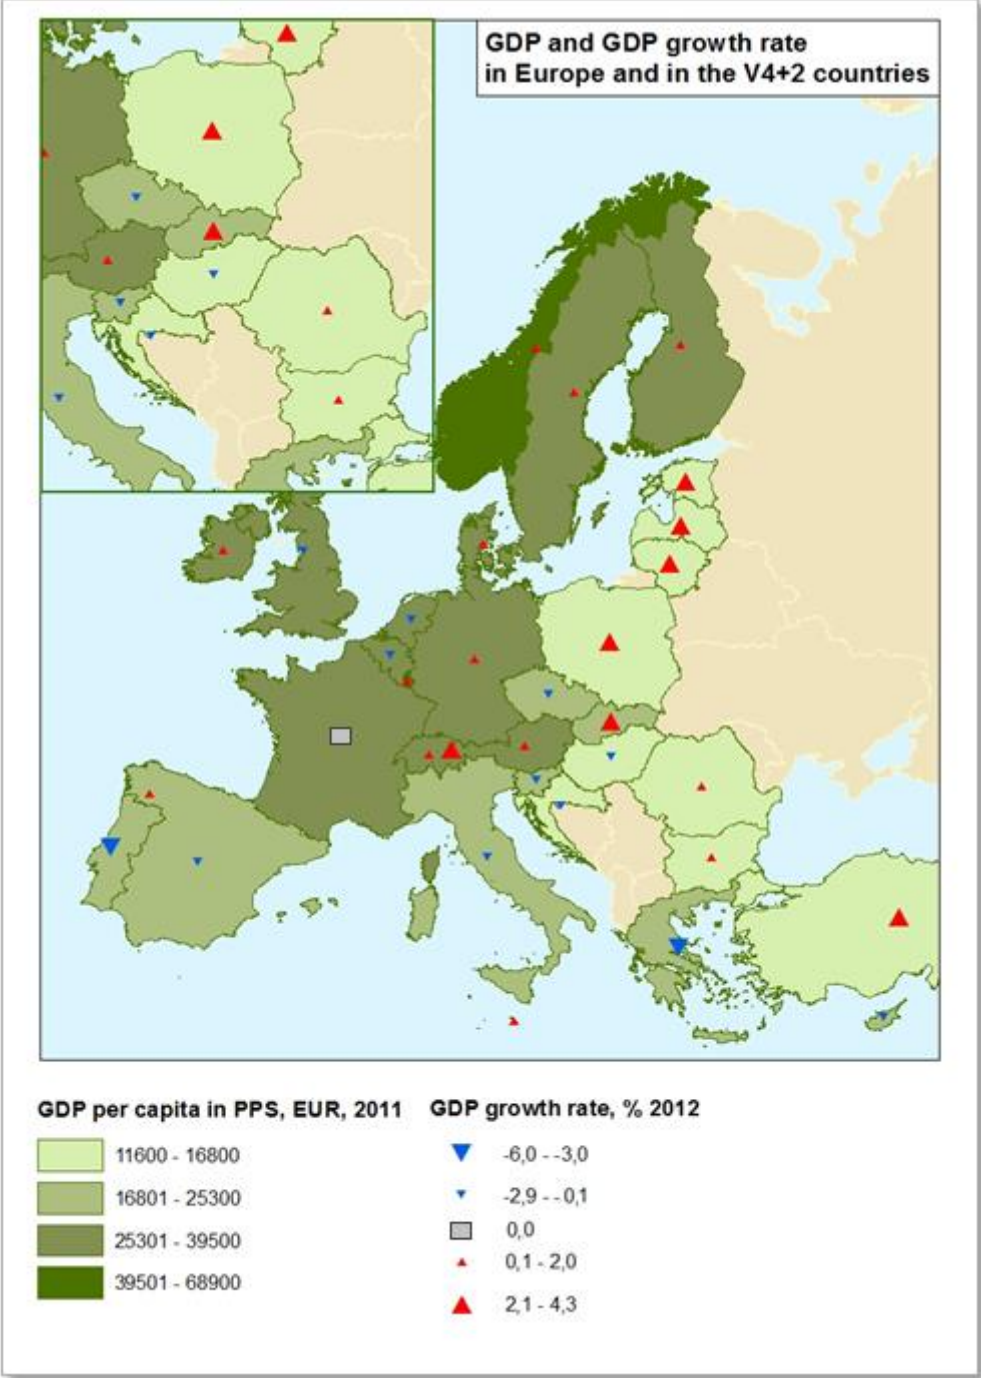 GDP and GDP growth rate
in Europe and in the V4+2 countries
GDP per capita in PPS, EUR, 2011
11600 - 16800
16801 - 25300
25301 - 39500
39501 - 68900
GDP growth rate, % 2012
-6,0 - -3,0
-2,9 - - 0,1
0,0
0,1 - 2,0
2,1 - 4,3